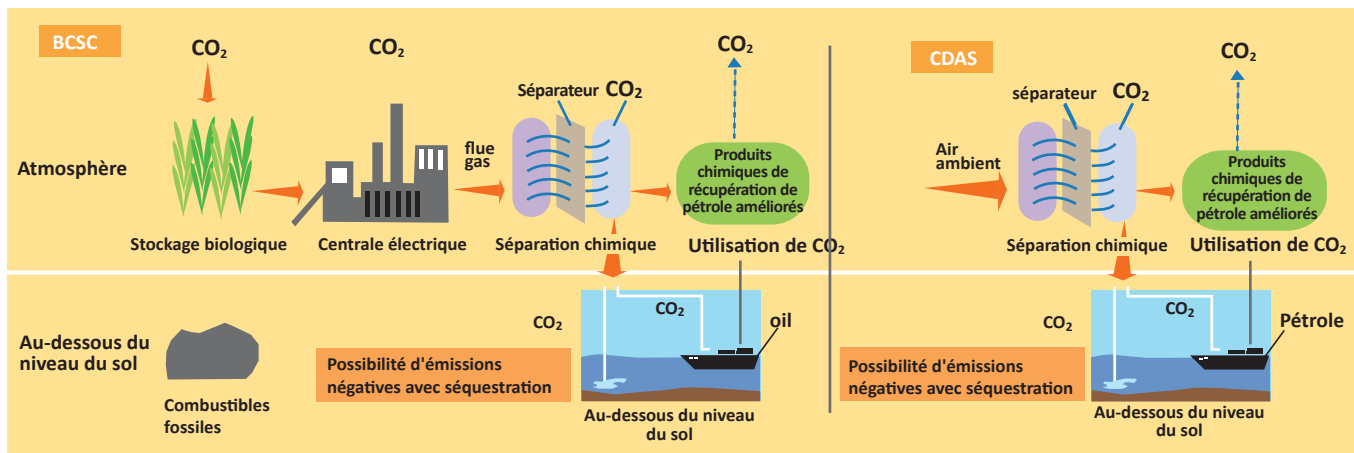 BCSC
CO₂
CO₂
CO₂
Séparateur
CO₂
Atmosphère
flue
gas
Produits
chimiques de
récupération de
pétrole améliorés
Stockage biologique
Centrale électrique
Séparation chimique
Utilisation de CO₂
CDAS
CO₂
séparateur
CO₂
Air
ambient
Produits
chimiques de
récupération de
pétrole améliorés
Séparation chimique
Utilisation de CO₂
Au-dessous du
niveau du sol
Combustibles
fossiles
CO₂
CO₂
oil
Possibilité d'émissions
négatives avec séquestration
Au-dessous du niveau
du sol
CO₂
CO₂
Pétrole
Possibilité d'émissions
négatives avec séquestration
Au-dessous du niveau
du sol